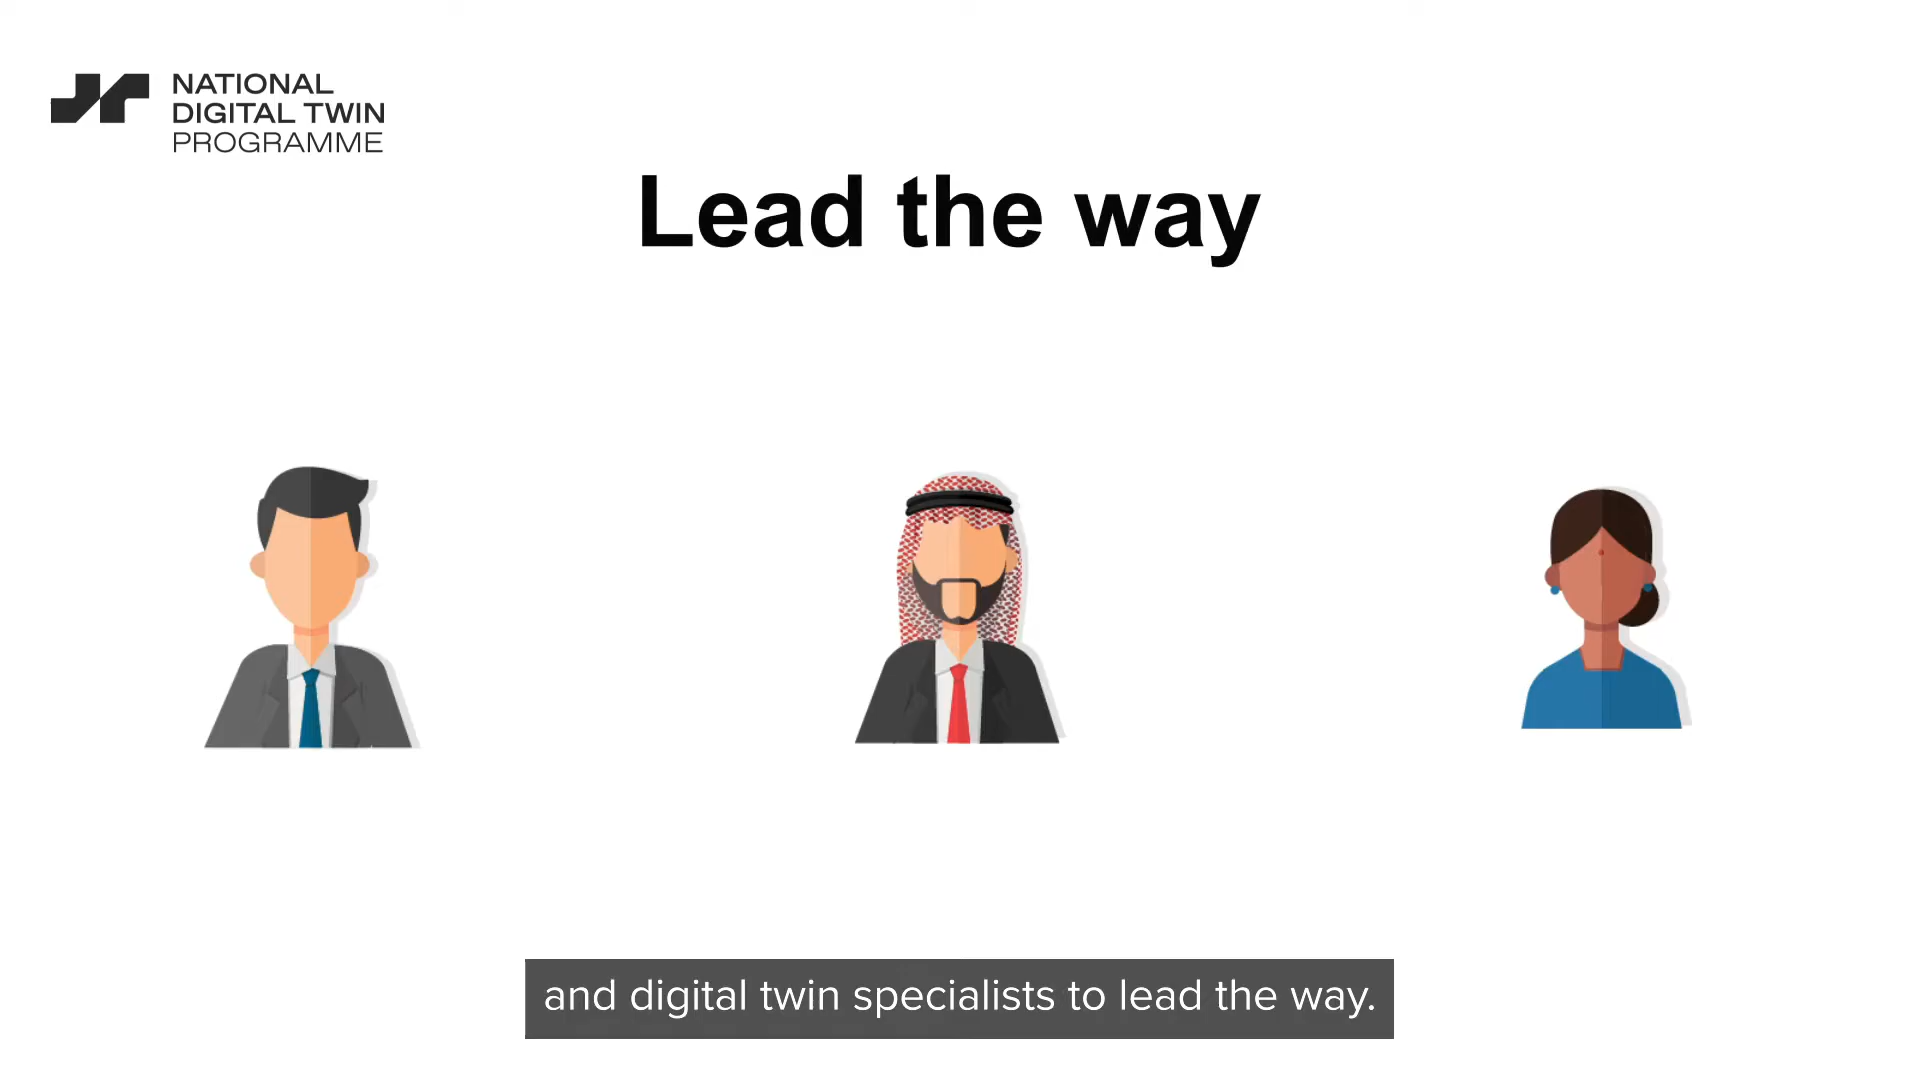 NATIONAL
DIGITAL TWIN
PROGRAMME
Lead the way
and digital twin specialists to lead the way.